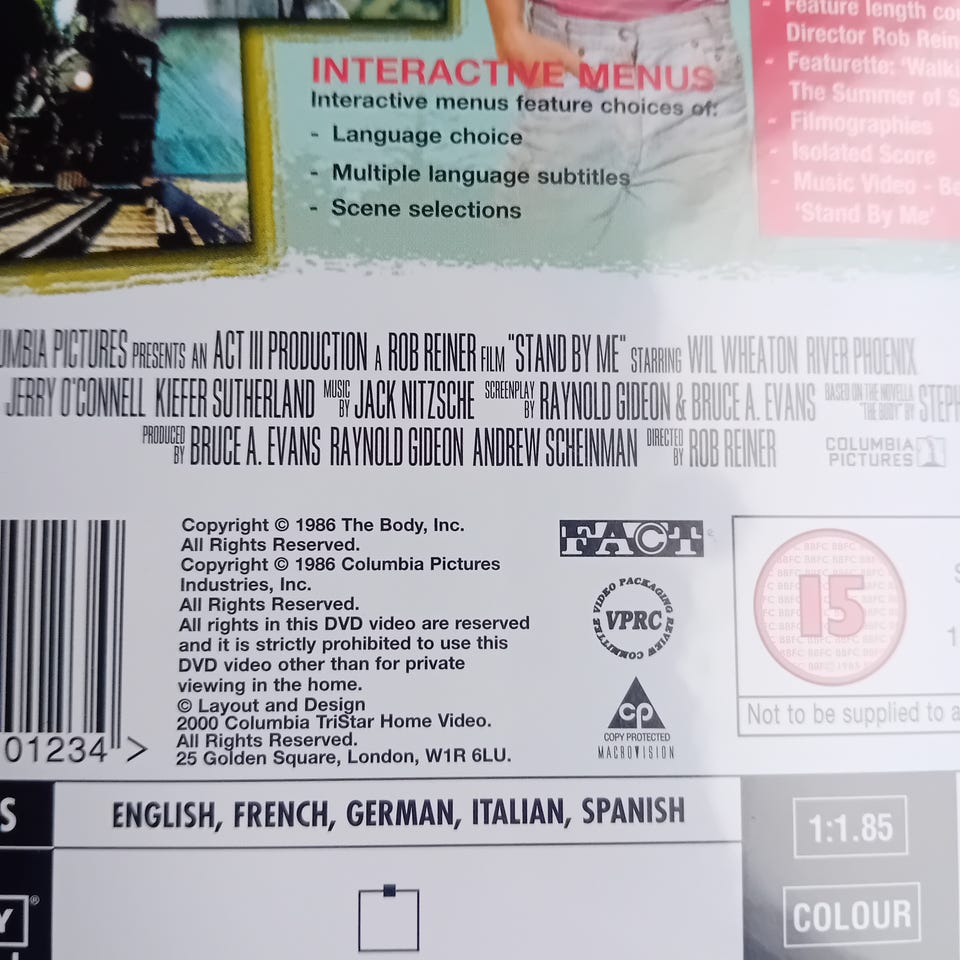 INTERACTIVE MENUS
Interactive menus feature choices of:
- Language choice
- Multiple language subtitles
- Scene selections
- Feature length
Director Rob
- Featurette:
The Summer of
- Filmographies
- Isolated Score
- Music Video -
'Stand By Me'
PICTURES PRESENTS AN ACT III PRODUCTION A ROB REINER FILM "STAND BY ME" STARRING WIL WHEATON RIVER PHOENIX
JERRY O'CONNELL KIEFER SUTHERLAND MUSIC BY JACK NITZSCHE SCREENPLAY BY RAYNOLD GIDEON & BRUCE A. EVANS BASED ON THE NOVELLA "THE BODY" BY
PRODUCED BY BRUCE A. EVANS RAYNOLD GIDEON ANDREW SCHEINMAN DIRECTED BY ROB REINER
COLUMBIA
PICTURES
01234 >
Copyright © 1986 The Body, Inc.
All Rights Reserved.
Copyright © 1986 Columbia Pictures
Industries, Inc.
All Rights Reserved.
All rights in this DVD video are reserved
and it is strictly prohibited to use this
DVD video other than for private
viewing in the home.
© Layout and Design
2000 Columbia TriStar Home Video.
All Rights Reserved.
25 Golden Square, London, W1R 6LU.
FACT
VIDEO PACKAGING
VPRC
REVIEW COMMITTEE
cp
COPY PROTECTED
MACROVISION
BBFC BBFC
15
Not to be supplied to
ENGLISH, FRENCH, GERMAN, ITALIAN, SPANISH
1:1.85
COLOUR